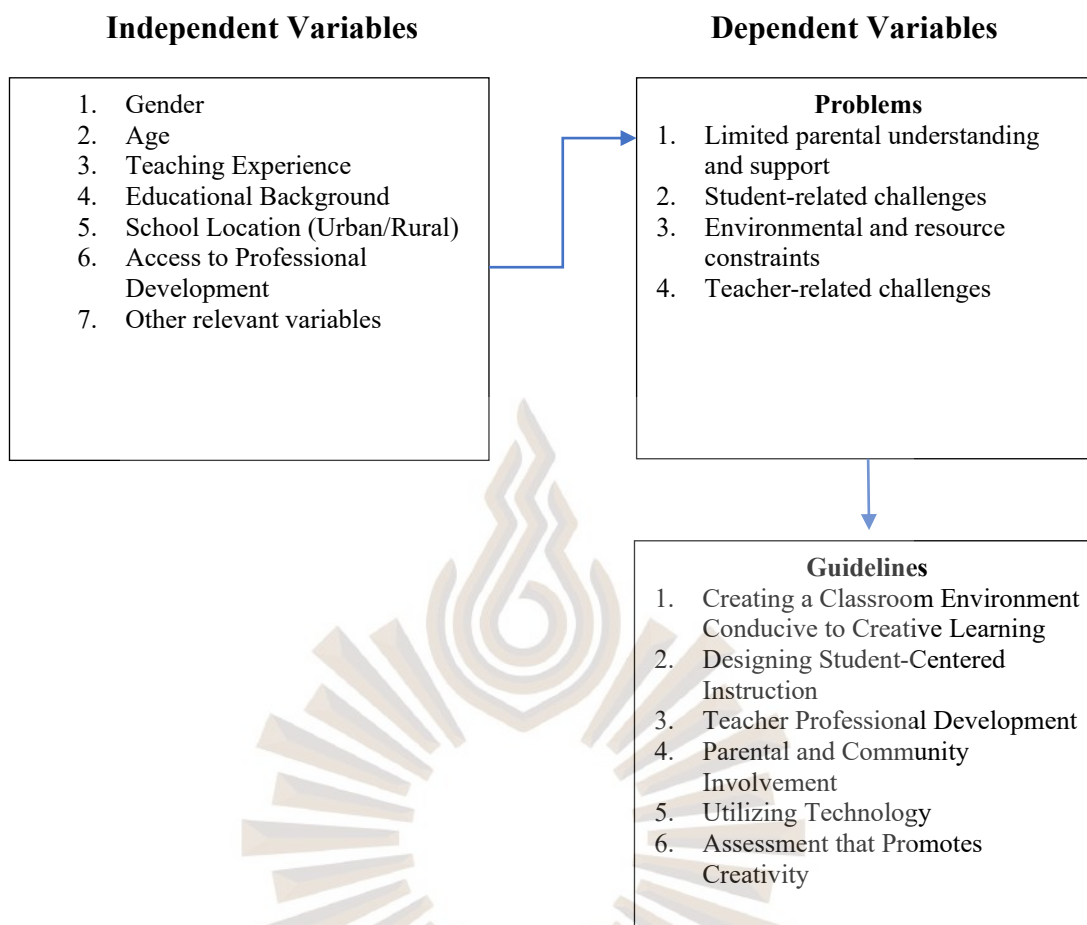 Independent Variables
1. Gender
2. Age
3. Teaching Experience
4. Educational Background
5. School Location (Urban/Rural)
6. Access to Professional
Development
7. Other relevant variables
Dependent Variables
Problems
1. Limited parental understanding
and support
2. Student-related challenges
3. Environmental and resource
constraints
4. Teacher-related challenges
Guidelines
1. Creating a Classroom Environment
Conducive to Creative Learning
2. Designing Student-Centered
Instruction
3. Teacher Professional Development
4. Parental and Community
Involvement
5. Utilizing Technology
6. Assessment that Promotes
Creativity